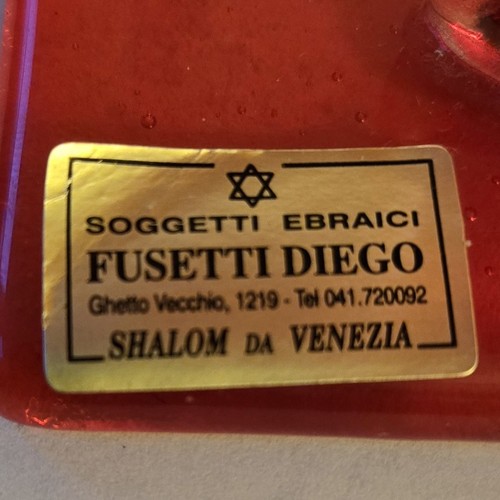 SOGGETTI EBRAICI
FUSETTI DIEGO
Ghetto Vecchio, 1219 - Tel 041.720092
SHALOM DA VENEZIA